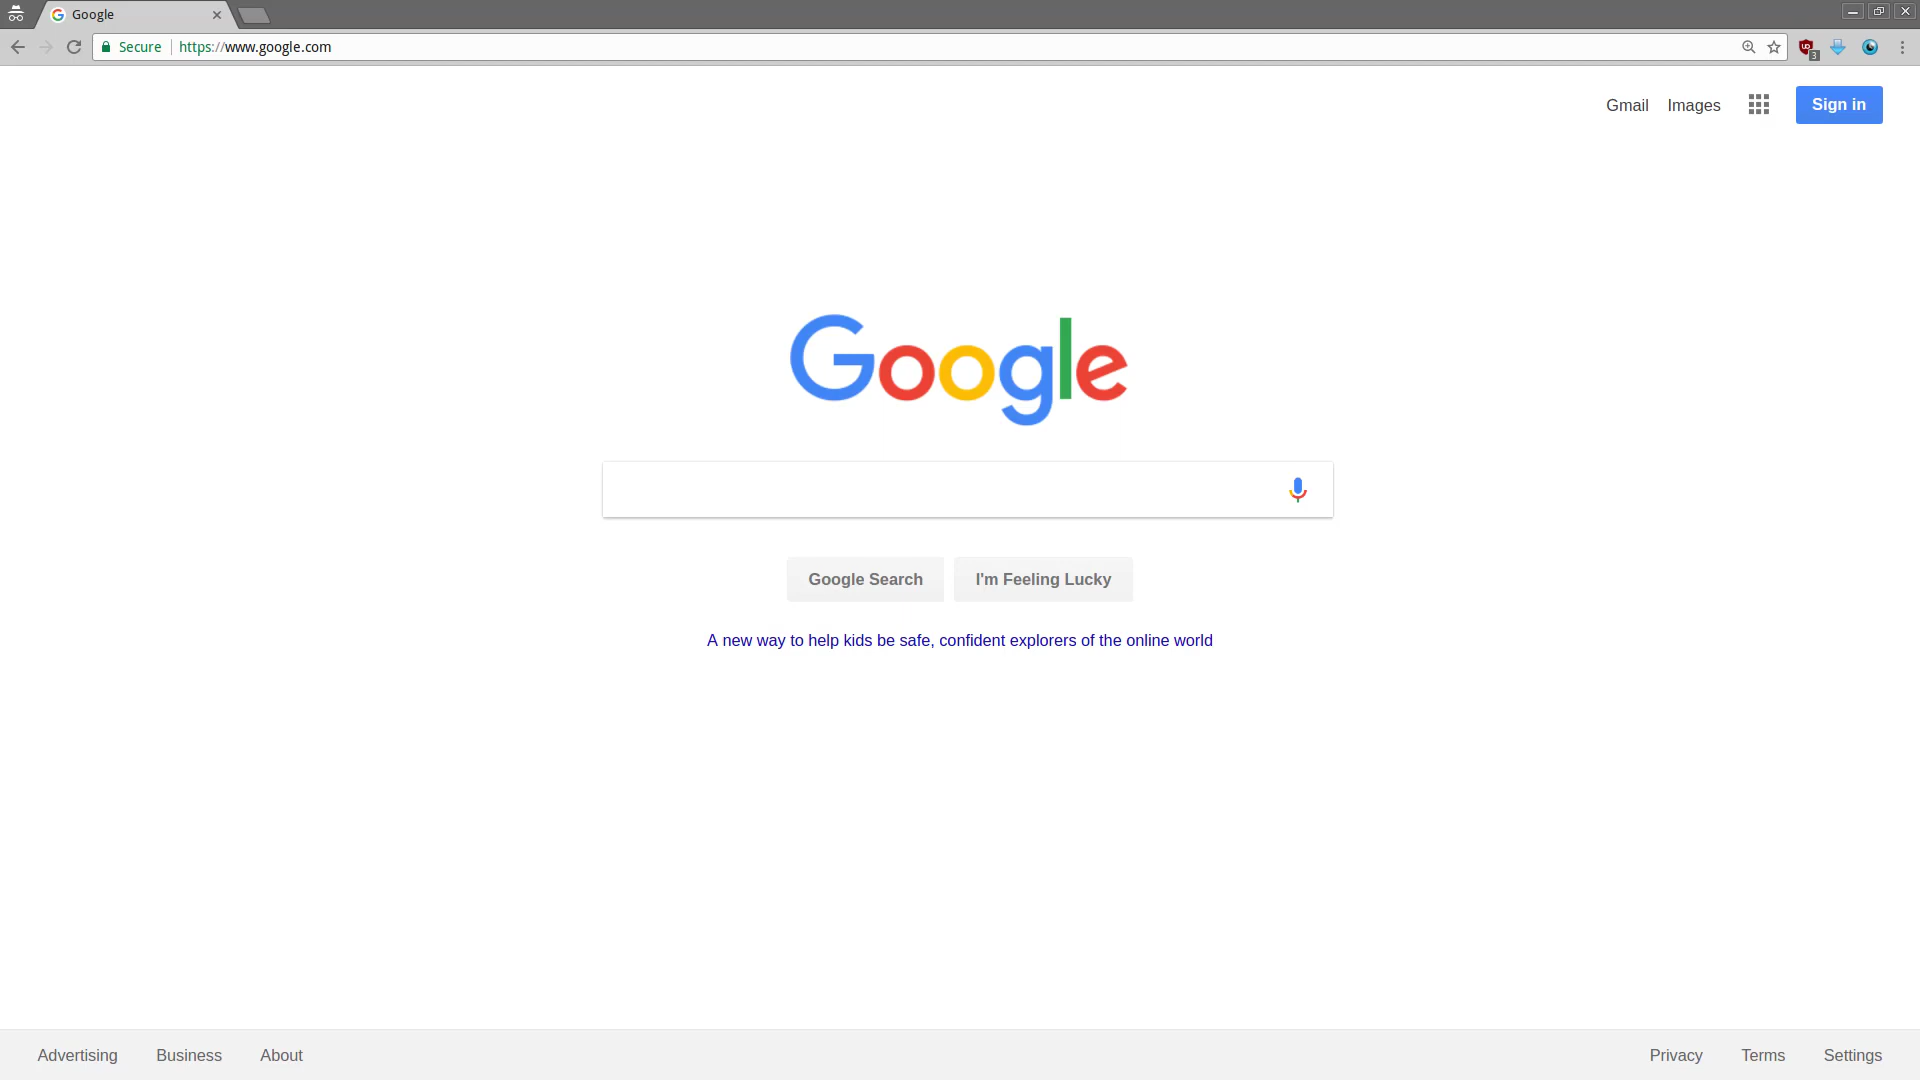 Google
Secure https://www.google.com
3
Gmail Images Sign in
Google
Google Search I'm Feeling Lucky
A new way to help kids be safe, confident explorers of the online world
Advertising Business About Privacy Terms Settings